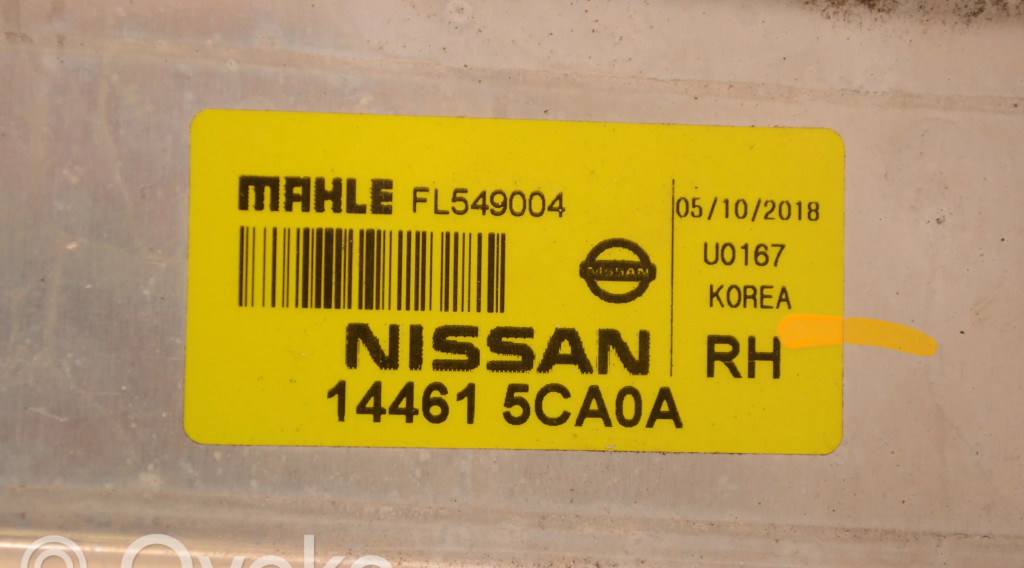 MAHLE FL549004
NISSAN
NISSAN
14461 5CA0A
05/10/2018
U0167
KOREA
RH